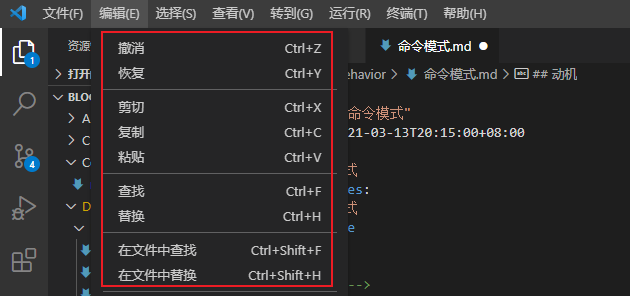 文件(F) 编辑(E) 选择(S) 查看(V) 转到(G) 运行(R) 终端(T) 帮助(H)
资源 命令模式.md
1
撤消 Ctrl+Z
打开 恢复 Ctrl+Y ehavior > 命令模式.md > abc ## 动机
BLOG
剪切 Ctrl+X 命令模式"
A
复制 Ctrl+C 21-03-13T20:15:00+08:00
C
粘贴 Ctrl+V
Co 式
4
查找 Ctrl+F es:
D 替换 Ctrl+H 式
e
在文件中查找 Ctrl+Shift+F
在文件中替换 Ctrl+Shift+H -->